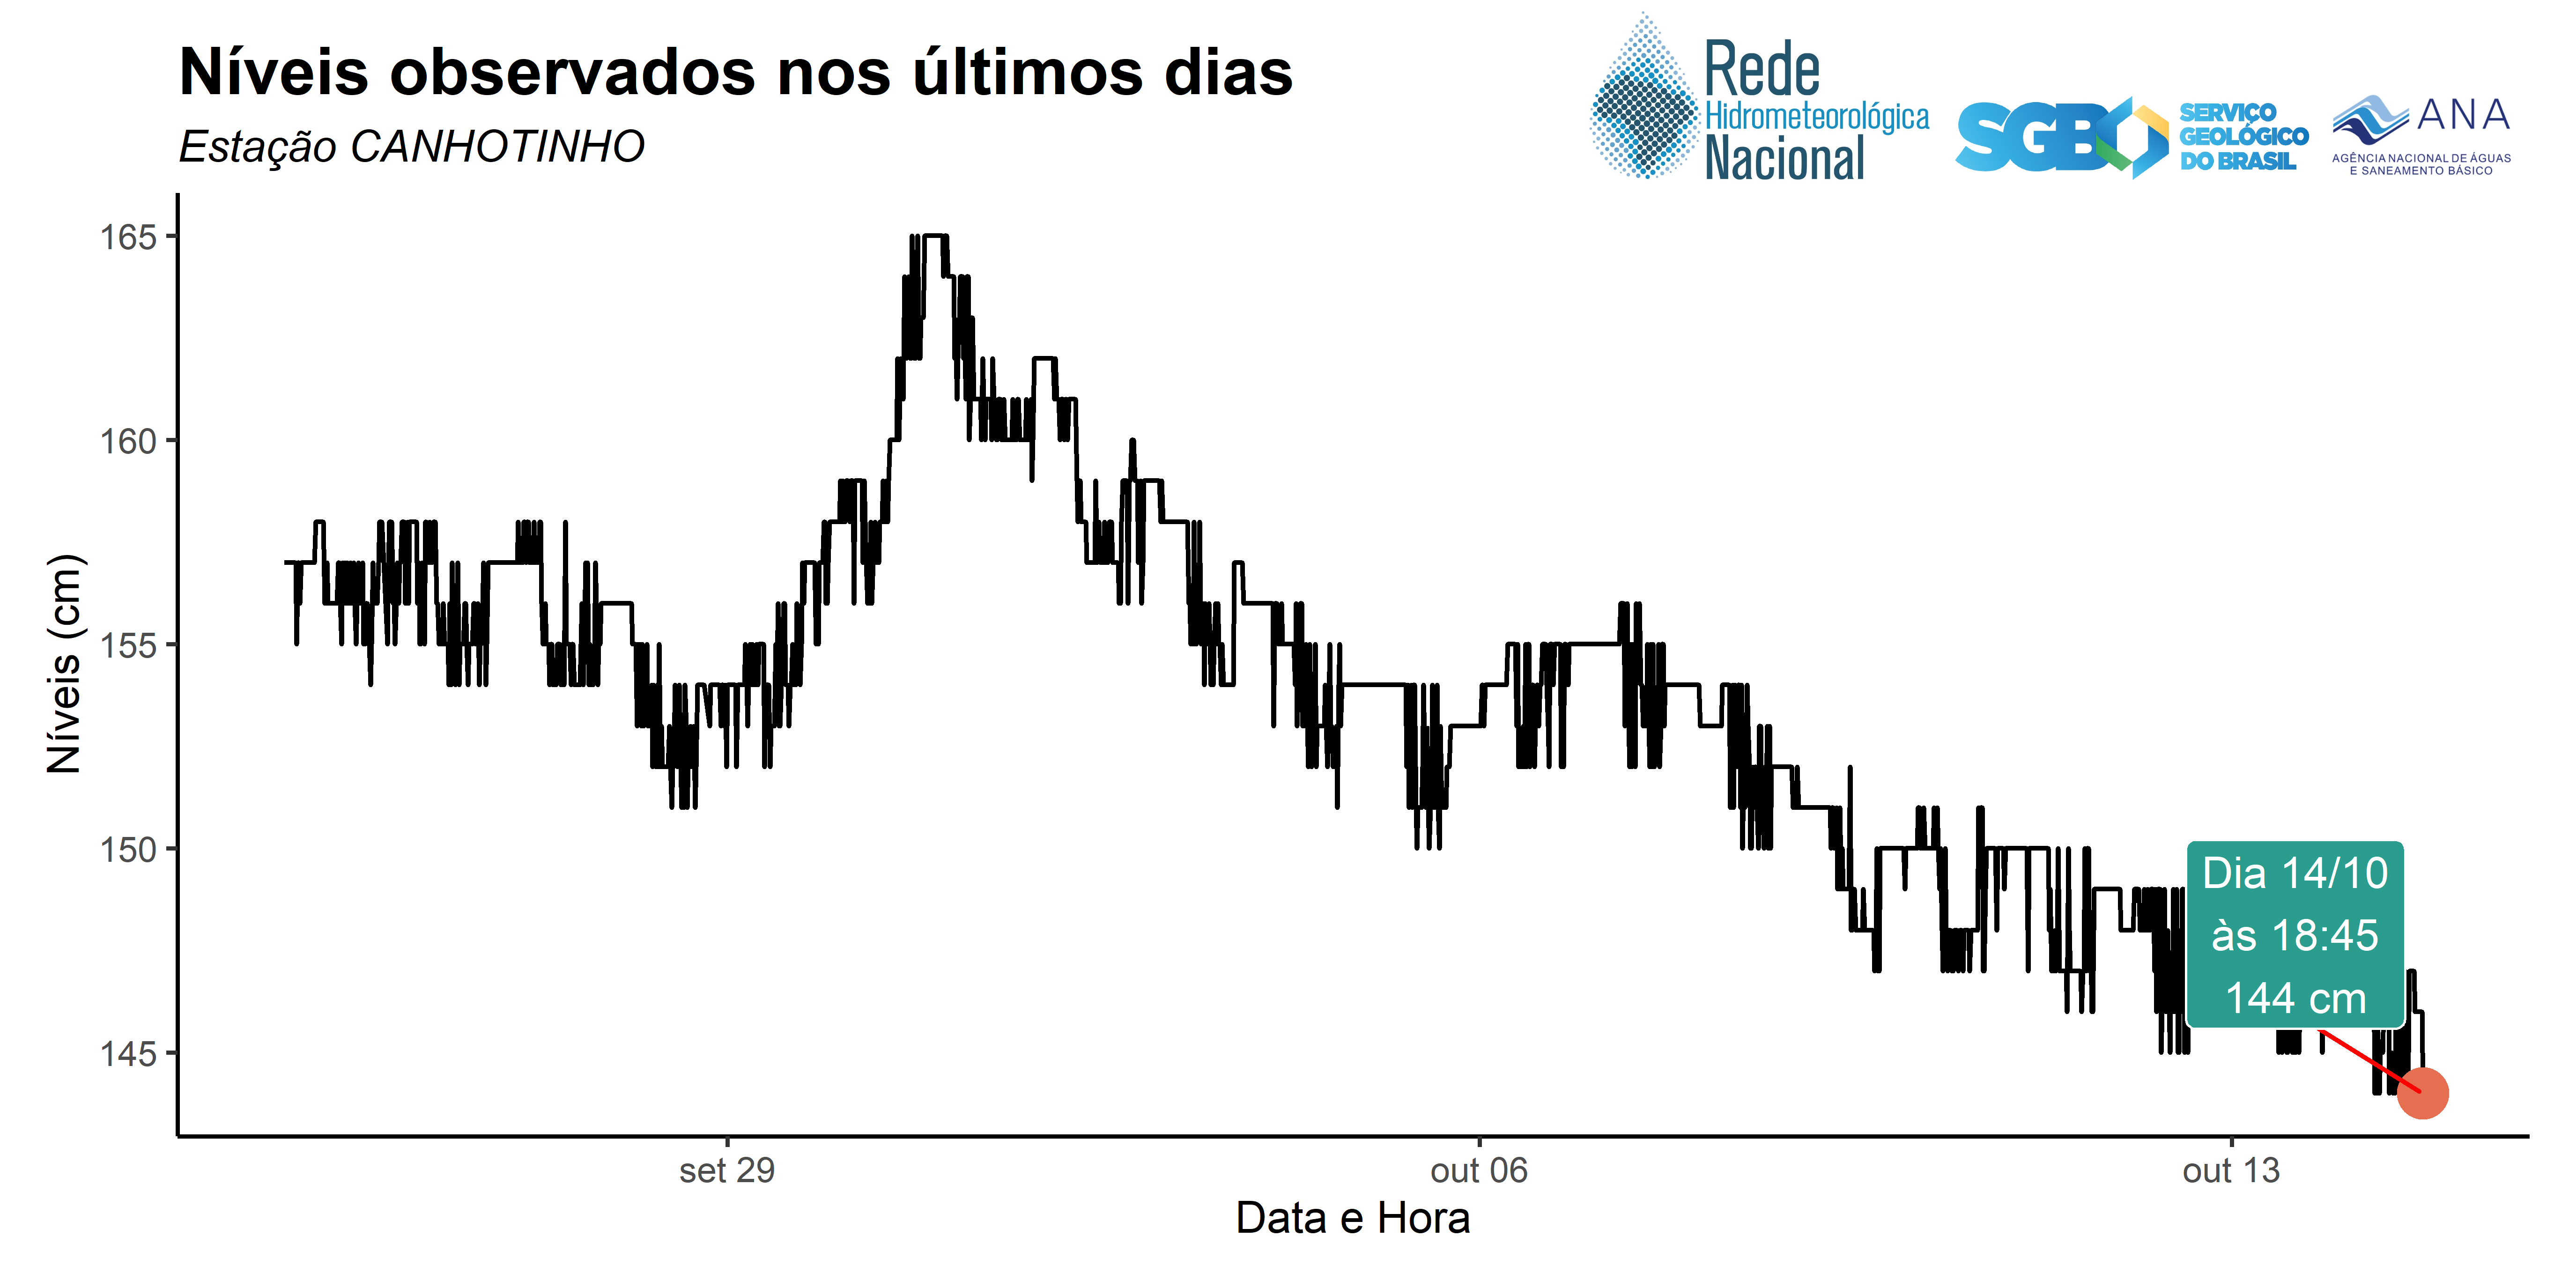 Níveis observados nos últimos dias
Estação CANHOTINHO
Rede
Hidrometeorológica
Nacional
SGB
SERVIÇO
GEOLÓGICO
DO BRASIL
ANA
AGÊNCIA NACIONAL DE ÁGUAS
E SANEAMENTO BÁSICO
Níveis (cm)
165
160
155
150
145
Dia 14/10
às 18:45
144 cm
set 29
out 06
out 13
Data e Hora